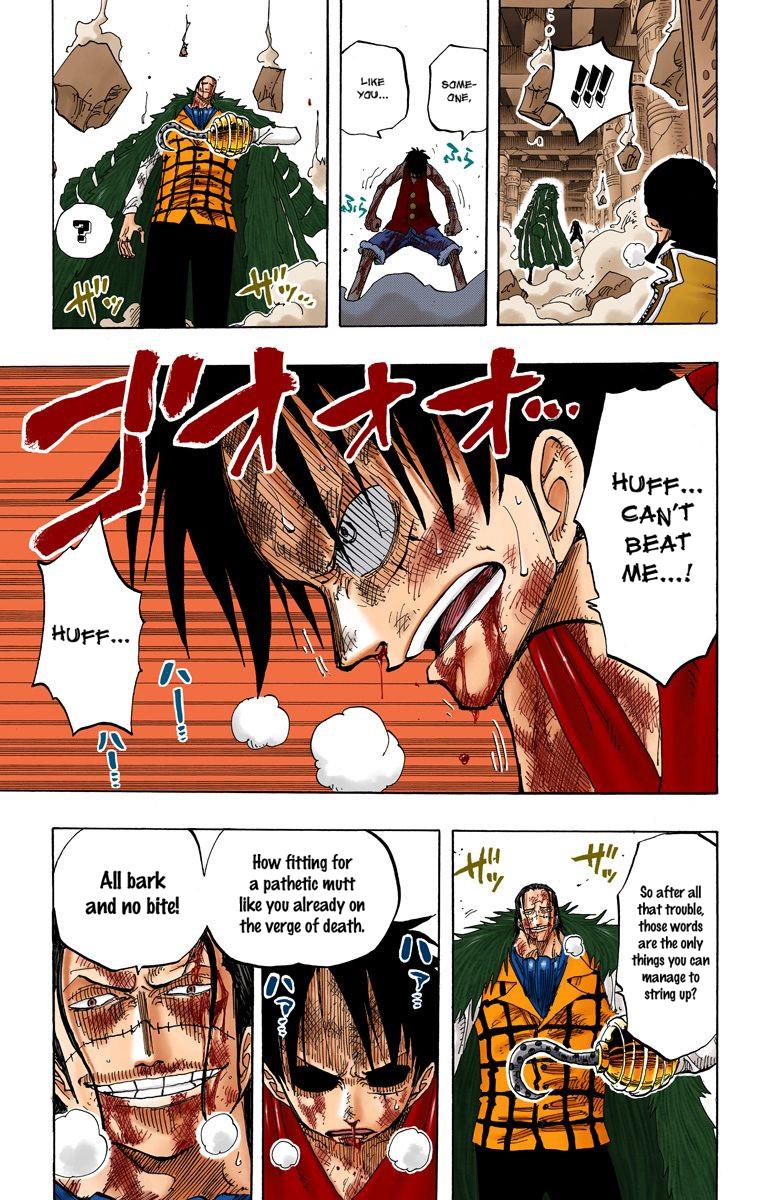 !!!
SOME-
ONE,
LIKE
YOU...
ふら
ふら
?
ザッ
ザッ...
ゴオオオ...
HUFF...
CAN'T
BEAT
ME...!
HUFF...
ハー...
ハー...
So after all
that trouble,
those words
are the only
things you can
manage to
string up?
ザッ
ザッ
How fitting for
a pathetic mutt
like you already on
the verge of death.
ハァ...
ハァ...
All bark
and no bite!